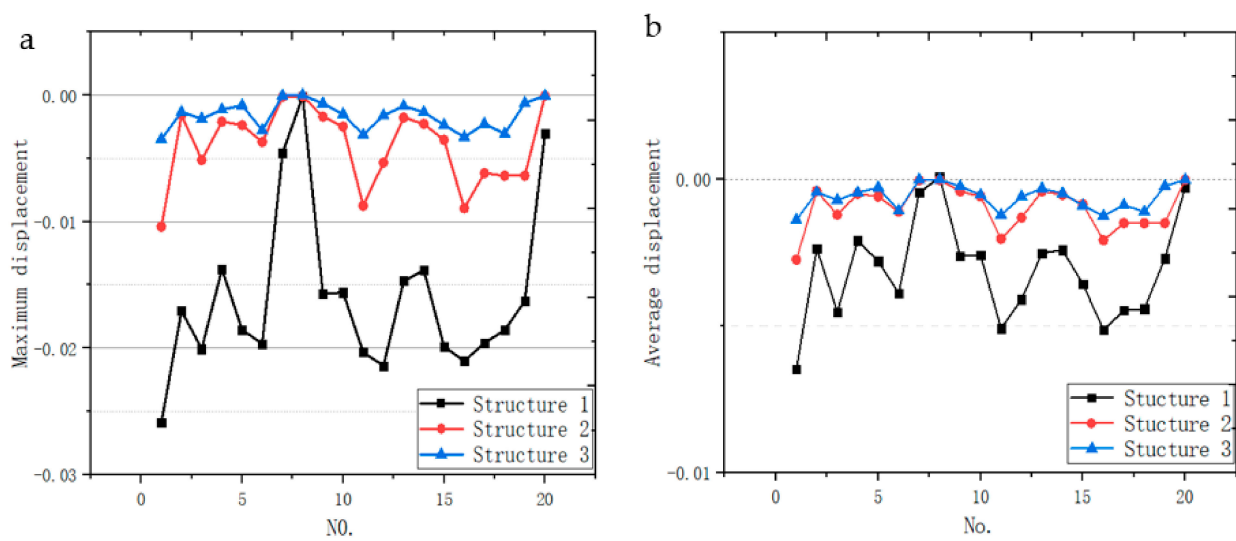 a
0.00
-0.01
-0.02
-0.03
Maximum displacement
0
5
10
15
20
NO.
Structure 1
Structure 2
Structure 3
b
0.00
-0.01
Average displacement
0
5
10
15
20
No.
Stucture 1
Stucture 2
Stucture 3